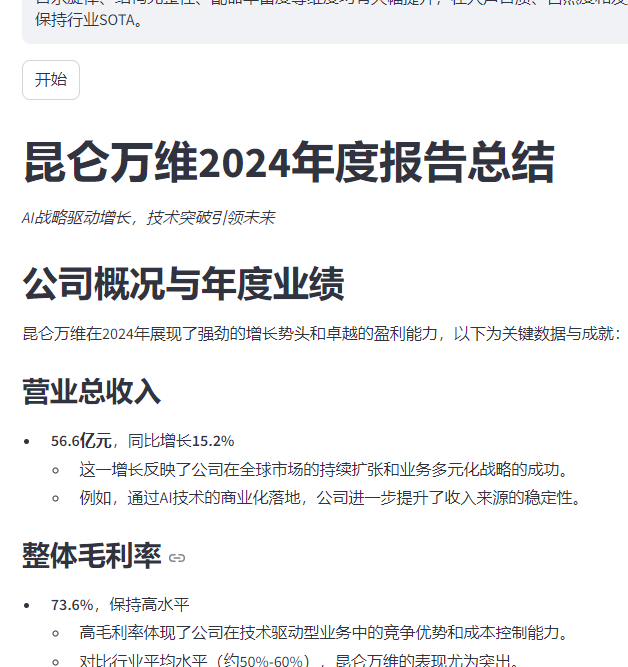 保持行业SOTA。
开始
昆仑万维2024年度报告总结
AI战略驱动增长，技术突破引领未来
公司概况与年度业绩
昆仑万维在2024年展现了强劲的增长势头和卓越的盈利能力，以下为关键数据与成就：
营业总收入
56.6亿元，同比增长15.2%
这一增长反映了公司在全球市场的持续扩张和业务多元化战略的成功。
例如，通过AI技术的商业化落地，公司进一步提升了收入来源的稳定性。
整体毛利率
73.6%，保持高水平
高毛利率体现了公司在技术驱动型业务中的竞争优势和成本控制能力。
对比行业平均水平（约50%-60%），昆仑万维的表现尤为突出。